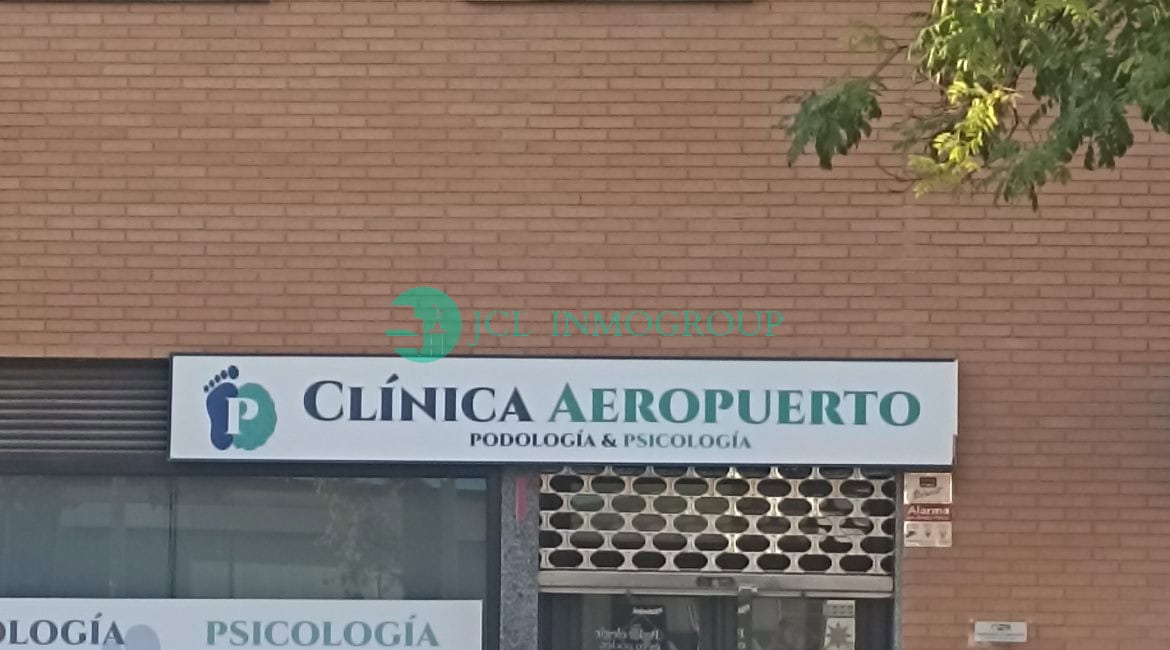 JCL INMOGROUP
P CLÍNICA AEROPUERTO
PODOLOGÍA & PSICOLOGÍA
Alarma
OLOGÍA PSICOLOGÍA